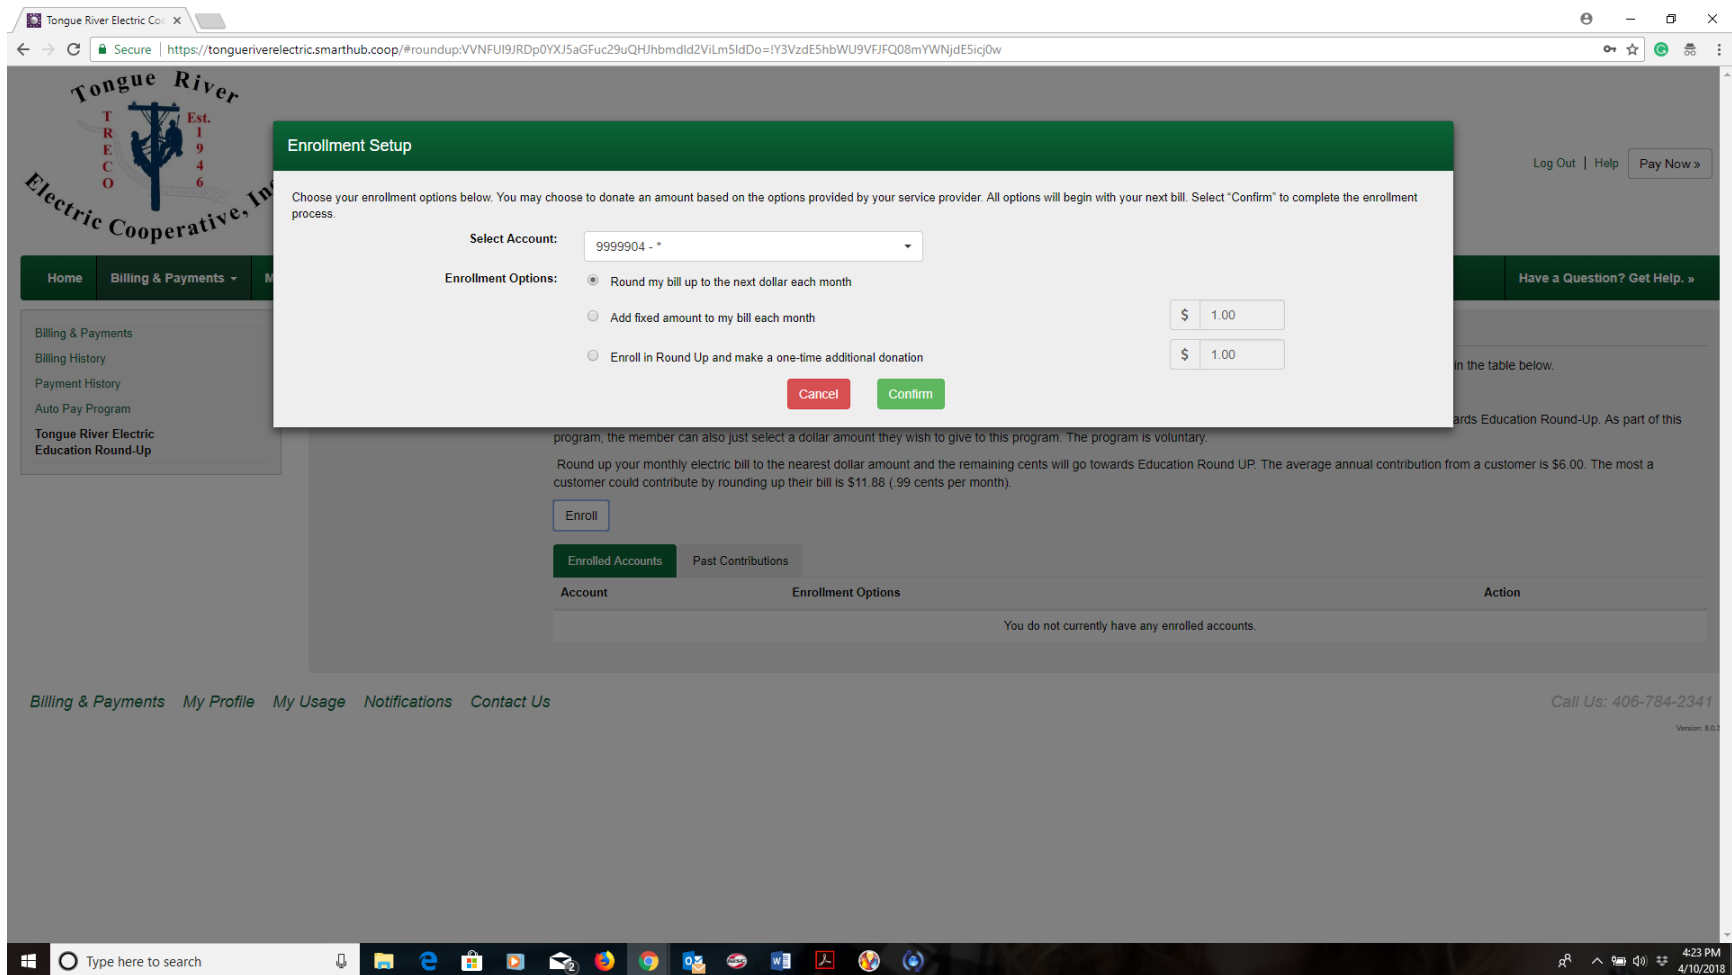 Tongue River Electric Coo
Secure
https://tongueriverelectric.smarthub.coop/#roundup:
Tongue River
T R E C O
Est. 1946
Electric Cooperative, Inc
Enrollment Setup
Log Out | Help
Pay Now »
Choose your enrollment options below. You may choose to donate an amount based on the options provided by your service provider. All options will begin with your next bill. Select "Confirm" to complete the enrollment
process.
Select Account:
9999904 - *
Enrollment Options:
Round my bill up to the next dollar each month
Add fixed amount to my bill each month
$ 1.00
Enroll in Round Up and make a one-time additional donation
$ 1.00
Cancel
Confirm
Home
Billing & Payments
M
Have a Question? Get Help. »
Billing & Payments
Billing History
Payment History
Auto Pay Program
Tongue River Electric
Education Round-Up
in the table below.
ards Education Round-Up. As part of this
program, the member can also just select a dollar amount they wish to give to this program. The program is voluntary.
Round up your monthly electric bill to the nearest dollar amount and the remaining cents will go towards Education Round UP. The average annual contribution from a customer is $6.00. The most a
customer could contribute by rounding up their bill is $11.88 (.99 cents per month).
Enroll
Enrolled Accounts
Past Contributions
Account
Enrollment Options
Action
You do not currently have any enrolled accounts.
Billing & Payments
My Profile
My Usage
Notifications
Contact Us
Call Us: 406-784-2341
Version: 8.0.
Type here to search
2
NISC
4:23 PM
4/10/2018